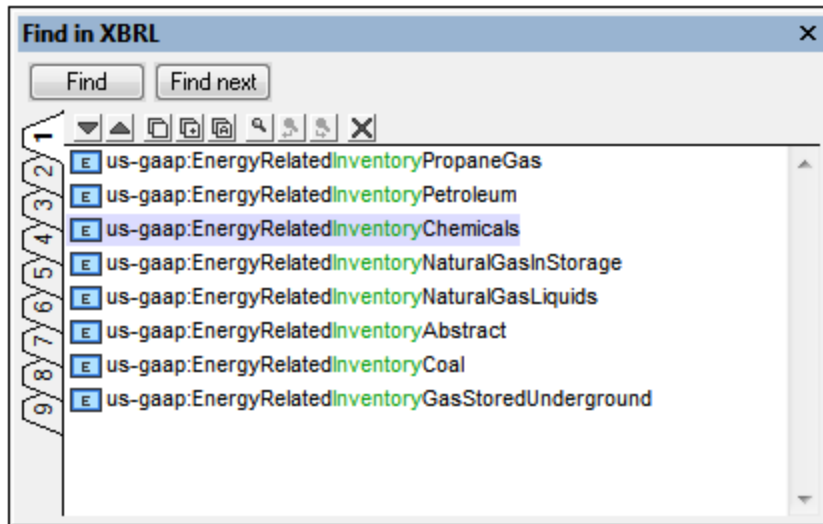 Find in XBRL
Find Find next
1
2
3
4
5
6
7
8
9
E us-gaap:EnergyRelatedInventoryPropaneGas
E us-gaap:EnergyRelatedInventoryPetroleum
E us-gaap:EnergyRelatedInventoryChemicals
E us-gaap:EnergyRelatedInventoryNaturalGasInStorage
E us-gaap:EnergyRelatedInventoryNaturalGasLiquids
E us-gaap:EnergyRelatedInventoryAbstract
E us-gaap:EnergyRelatedInventoryCoal
E us-gaap:EnergyRelatedInventoryGasStoredUnderground